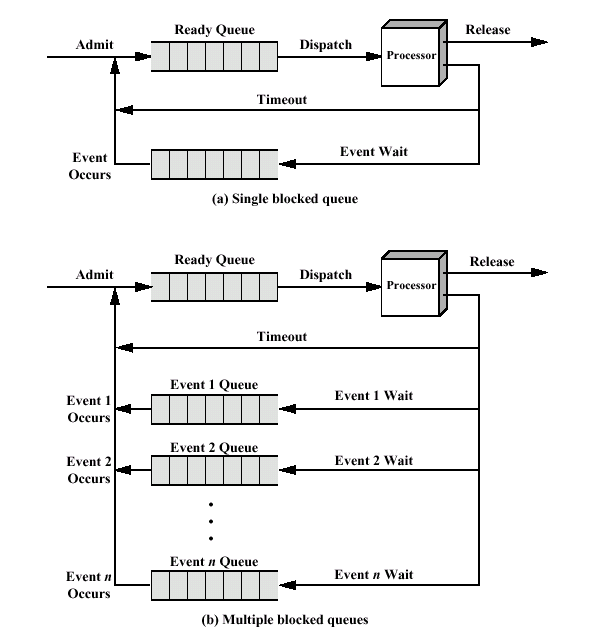 Ready Queue
Admit
Dispatch
Processor
Release
Timeout
Event
Occurs
Event Wait
(a) Single blocked queue
Ready Queue
Admit
Dispatch
Processor
Release
Timeout
Event 1
Occurs
Event 1 Queue
Event 1 Wait
Event 2
Occurs
Event 2 Queue
Event 2 Wait
Event n
Occurs
Event n Queue
Event n Wait
(b) Multiple blocked queues